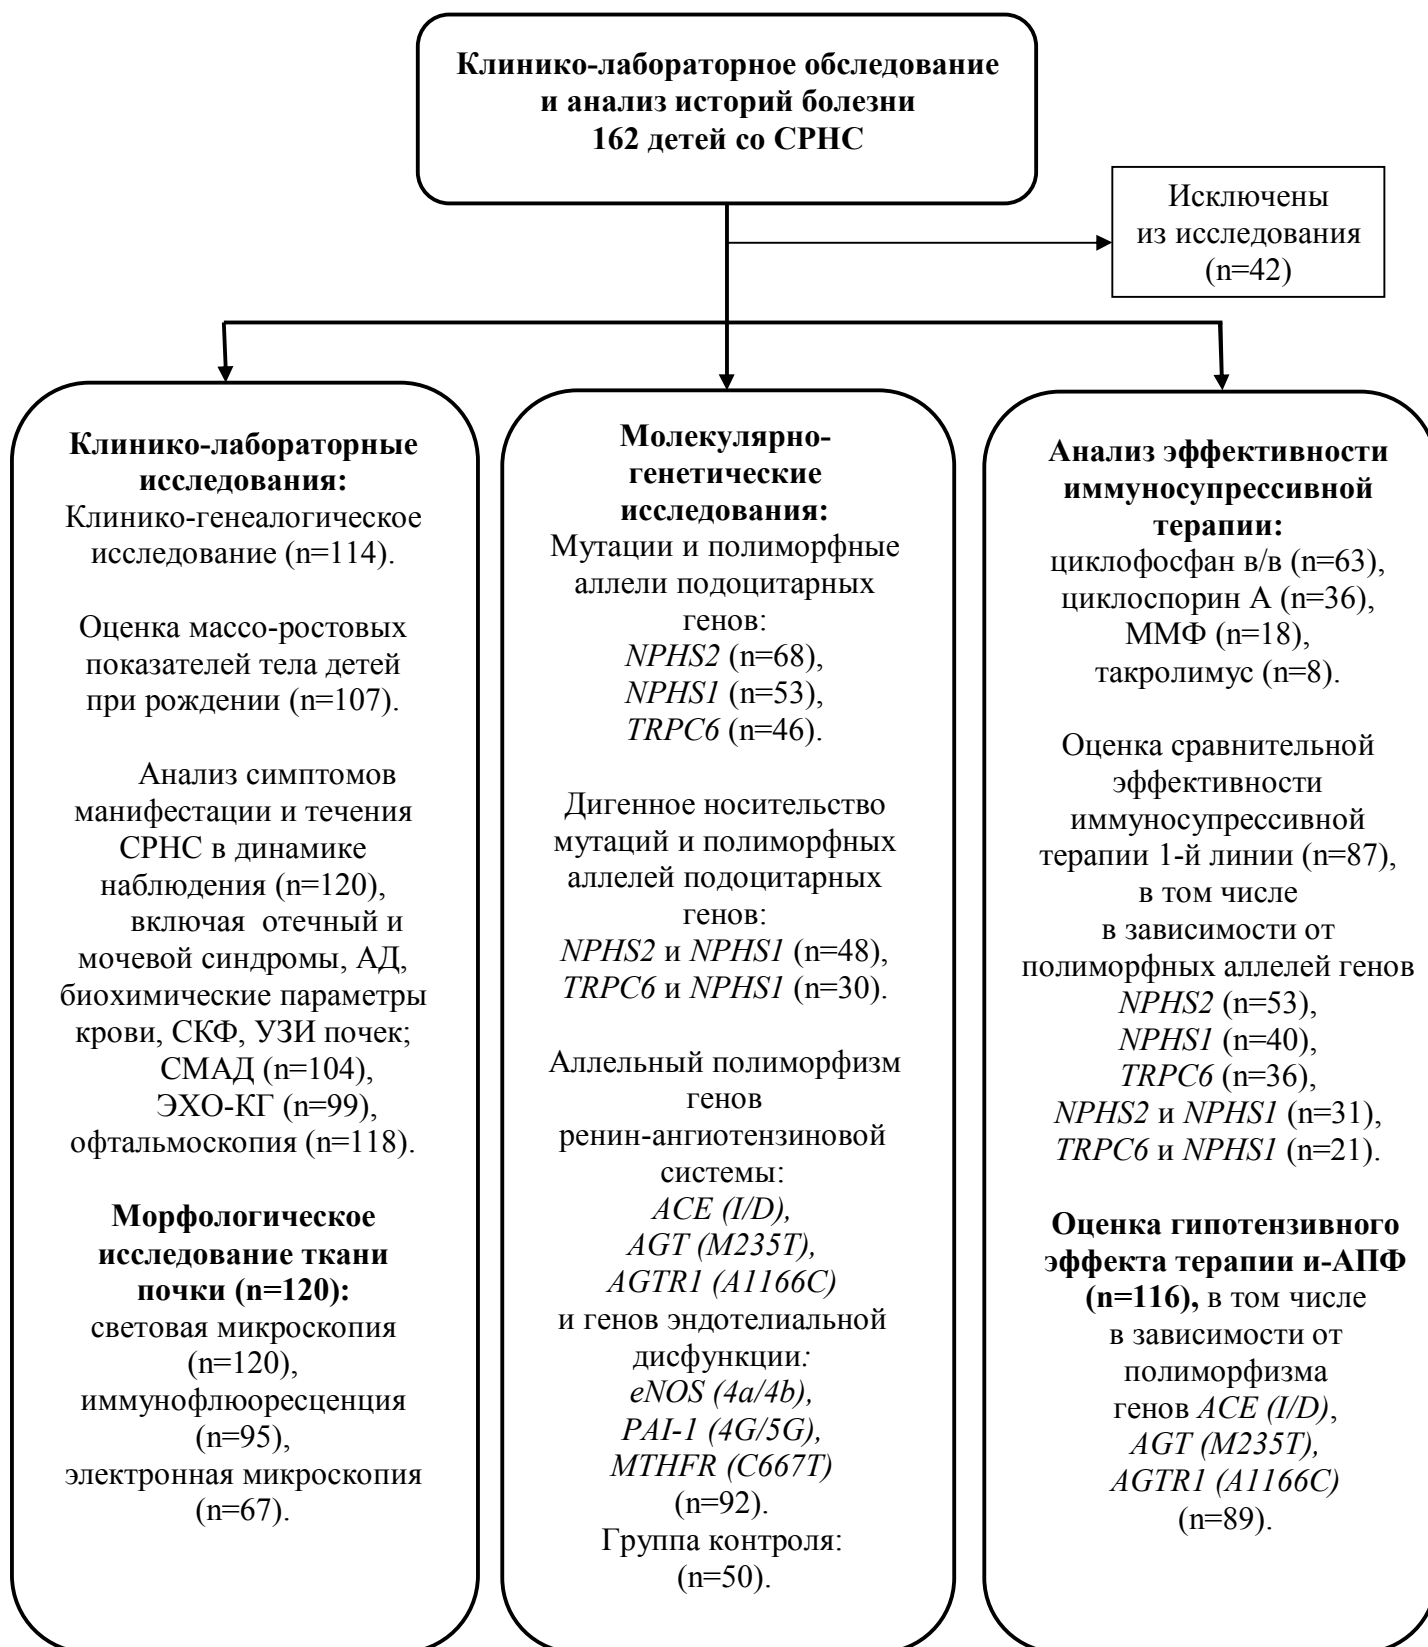 Клинико-лабораторное обследование
и анализ историй болезни
162 детей со СРНС
Исключены
из исследования
(n=42)
Клинико-лабораторные
исследования:
Клинико-генеалогическое
исследование (n=114).
Оценка массо-ростовых
показателей тела детей
при рождении (n=107).
Анализ симптомов
манифестации и течения
СРНС в динамике
наблюдения (n=120),
включая отечный и
мочевой синдромы, АД,
биохимические параметры
крови, СКФ, УЗИ почек;
СМАД (n=104),
ЭХО-КГ (n=99),
офтальмоскопия (n=118).
Морфологическое
исследование ткани
почки (n=120):
световая микроскопия
(n=120),
иммунофлюоресценция
(n=95),
электронная микроскопия
(n=67).
Молекулярно-
генетические
исследования:
Мутации и полиморфные
аллели подоцитарных
генов:
NPHS2 (n=68),
NPHS1 (n=53),
TRPC6 (n=46).
Дигенное носительство
мутаций и полиморфных
аллелей подоцитарных
генов:
NPHS2 и NPHS1 (n=48),
TRPC6 и NPHS1 (n=30).
Аллельный полиморфизм
генов
ренин-ангиотензиновой
системы:
ACE (I/D),
AGT (M235T),
AGTR1 (A1166C)
и генов эндотелиальной
дисфункции:
eNOS (4a/4b),
PAI-1 (4G/5G),
MTHFR (C667T)
(n=92).
Группа контроля:
(n=50).
Анализ эффективности
иммуносупрессивной
терапии:
циклофосфан в/в (n=63),
циклоспорин А (n=36),
ММФ (n=18),
такролимус (n=8).
Оценка сравнительной
эффективности
иммуносупрессивной
терапии 1-й линии (n=87),
в том числе
в зависимости от
полиморфных аллелей генов
NPHS2 (n=53),
NPHS1 (n=40),
TRPC6 (n=36),
NPHS2 и NPHS1 (n=31),
TRPC6 и NPHS1 (n=21).
Оценка гипотензивного
эффекта терапии и-АПФ
(n=116), в том числе
в зависимости от
полиморфизма
генов ACE (I/D),
AGT (M235T),
AGTR1 (A1166C)
(n=89).